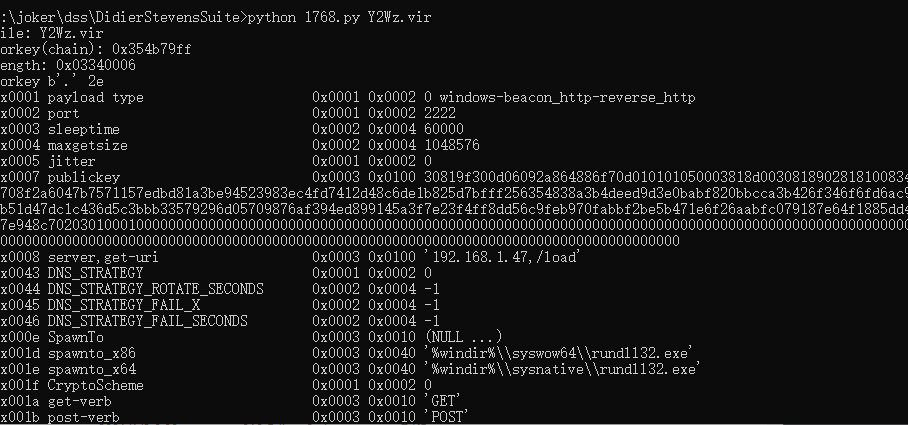 :\joker\dss\DidierStevensSuite>python 1768.py Y2Wz.vir
ile: Y2Wz.vir
orkey(chain): 0x354b79ff
ength: 0x03340006
orkey b'.' 2e
x0001 payload type 0x0001 0x0002 0 windows-beacon_http-reverse_http
x0002 port 0x0001 0x0002 2222
x0003 sleeptime 0x0002 0x0004 60000
x0004 maxgetsize 0x0002 0x0004 1048576
x0005 jitter 0x0001 0x0002 0
x0007 publickey 0x0003 0x0100 30819f300d06092a864886f70d010101050003818d0030818902818100834
708f2a6047b7571157edbd81a3be94523983ec4fd7412d48c6de1b825d7bfff256354838a3b4deed9d3e0babf820bbcca3b426f346f6fd6ac9
b51d47dc1c436d5c3bbb33579296d05709876af394ed899145a3f7e23f4ff8dd56c9feb970fabbf2be5b471e6f26aabfc079187e64f1885dd4
7e948c7020301000100000000000000000000000000000000000000000000000000000000000000000000000000000000000000000000000000
0000000000000000000000000000000000000000000000000000000000000000000000000000000000000
x0008 server,get-uri 0x0003 0x0100 '192.168.1.47,/load'
x0043 DNS_STRATEGY 0x0001 0x0002 0
x0044 DNS_STRATEGY_ROTATE_SECONDS 0x0002 0x0004 -1
x0045 DNS_STRATEGY_FAIL_X 0x0002 0x0004 -1
x0046 DNS_STRATEGY_FAIL_SECONDS 0x0002 0x0004 -1
x000e SpawnTo 0x0003 0x0010 (NULL ...)
x001d spawnto_x86 0x0003 0x0040 '%windir%\\syswow64\\rundll32.exe'
x001e spawnto_x64 0x0003 0x0040 '%windir%\\sysnative\\rundll32.exe'
x001f CryptoScheme 0x0001 0x0002 0
x001a get-verb 0x0003 0x0010 'GET'
x001b post-verb 0x0003 0x0010 'POST'